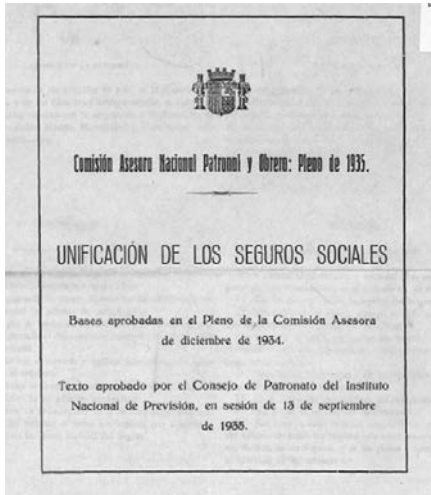 Comisión Asesora Nacional Patronal y Obrera: Pleno de 1935.
UNIFICACIÓN DE LOS SEGUROS SOCIALES
Bases aprobadas en el Pleno de la Comisión Asesora
de diciembre de 1934.
Texto aprobado por el Consejo de Patronato del Instituto
Nacional de Previsión, en sesión de 13 de septiembre
de 1935.